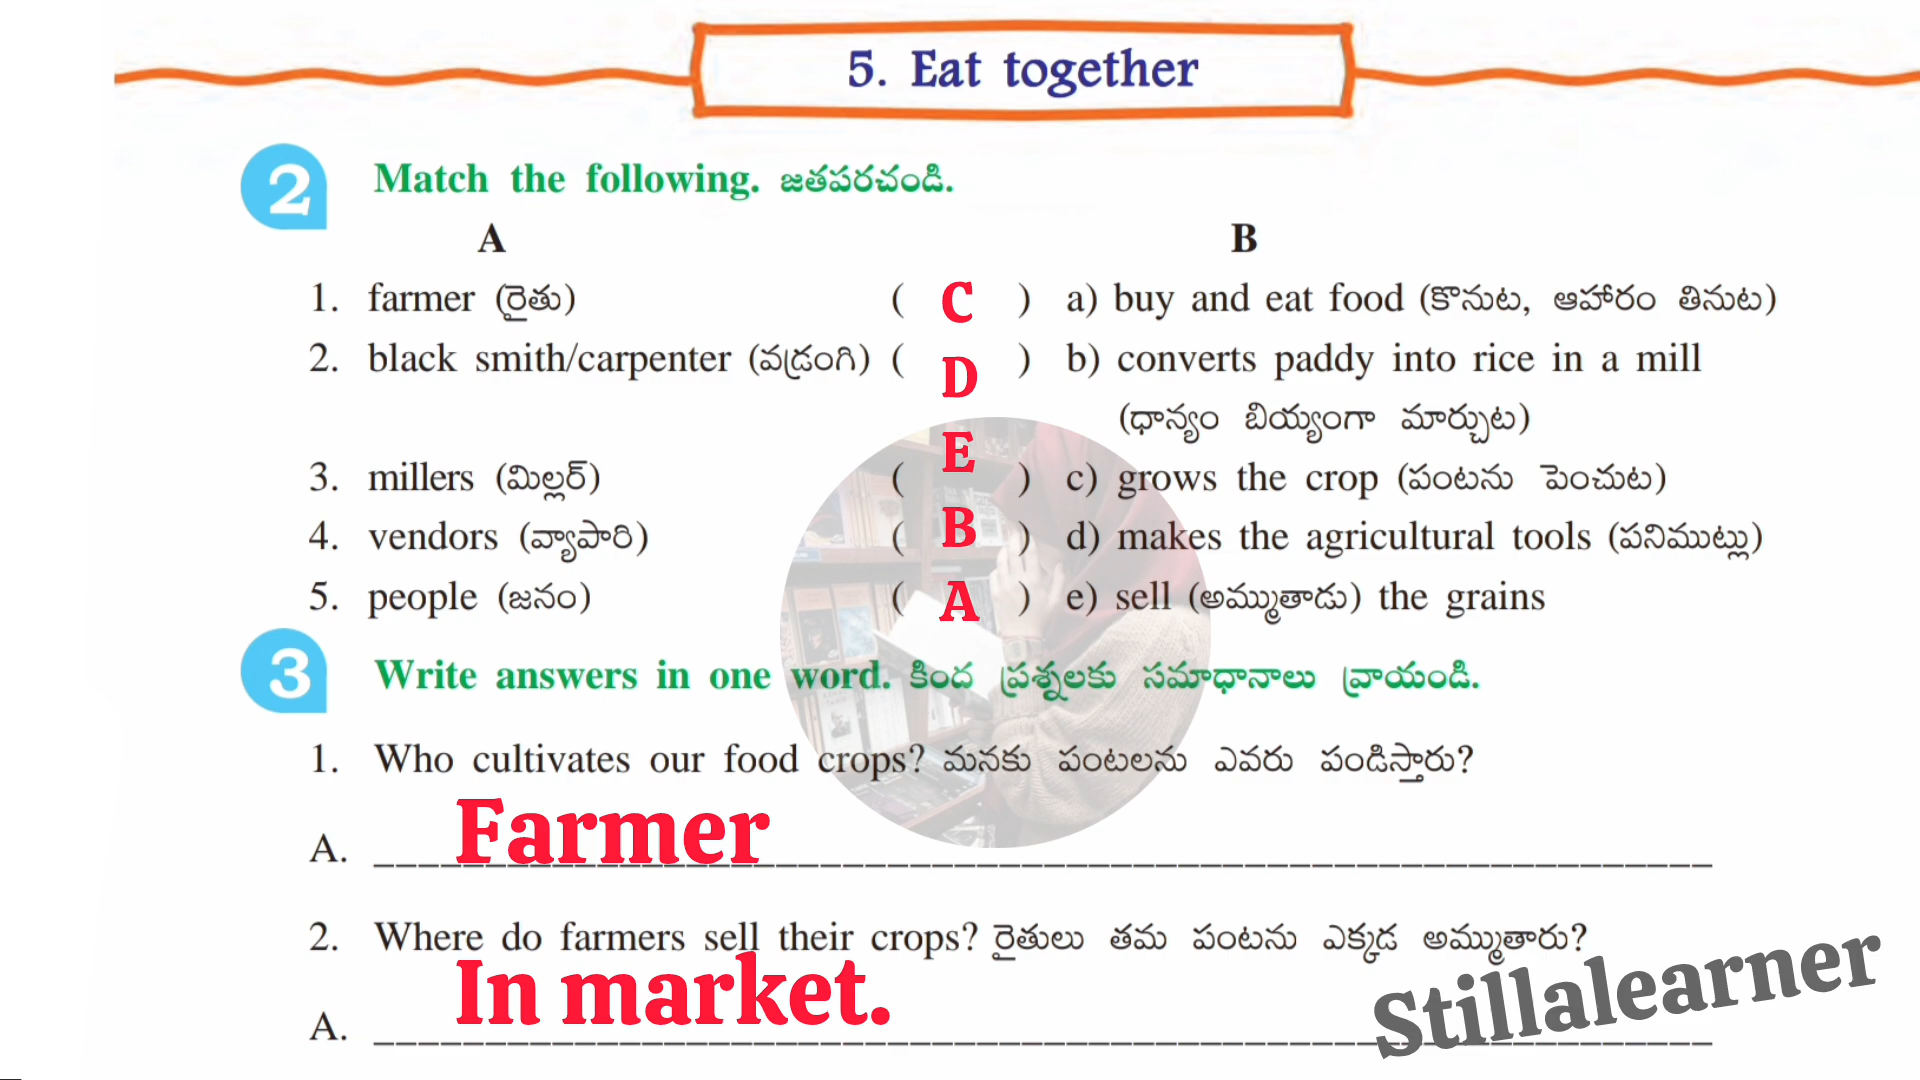 5. Eat together
2 Match the following. జతపరచండి.
A B
1. farmer (రైతు) ( C ) a) buy and eat food (కొనుట, ఆహారం తినుట)
2. black smith/carpenter (వడ్రంగి) ( D ) b) converts paddy into rice in a mill
(ధాన్యం బియ్యంగా మార్చుట)
3. millers (మిల్లర్) ( E ) c) grows the crop (పంటను పెంచుట)
4. vendors (వ్యాపారి) ( B ) d) makes the agricultural tools (పనిముట్లు)
5. people (జనం) ( A ) e) sell (అమ్ముతాడు) the grains
3 Write answers in one word. కింద ప్రశ్నలకు సమాధానాలు వ్రాయండి.
1. Who cultivates our food crops? మనకు పంటలను ఎవరు పండిస్తారు?
A. Farmer
2. Where do farmers sell their crops? రైతులు తమ పంటను ఎక్కడ అమ్ముతారు?
A. In market.
Stillalearner